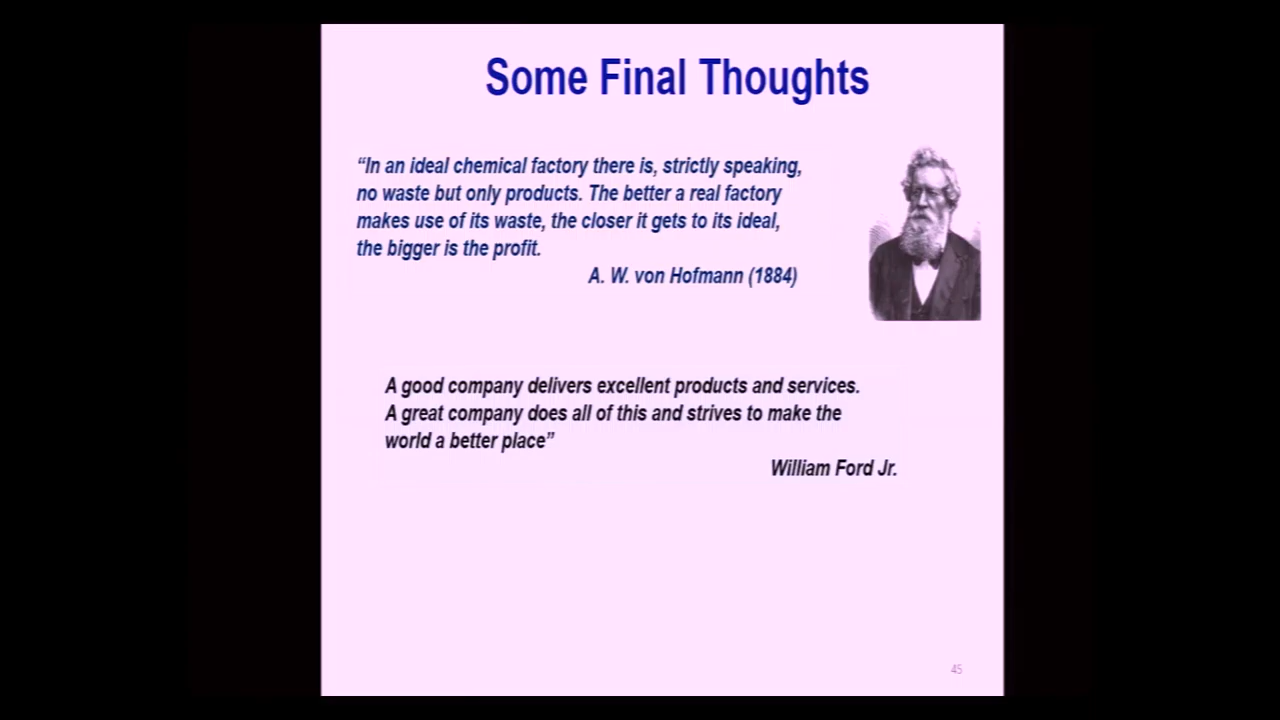 Some Final Thoughts
“In an ideal chemical factory there is, strictly speaking,
no waste but only products. The better a real factory
makes use of its waste, the closer it gets to its ideal,
the bigger is the profit.
A. W. von Hofmann (1884)
A good company delivers excellent products and services.
A great company does all of this and strives to make the
world a better place”
William Ford Jr.
45